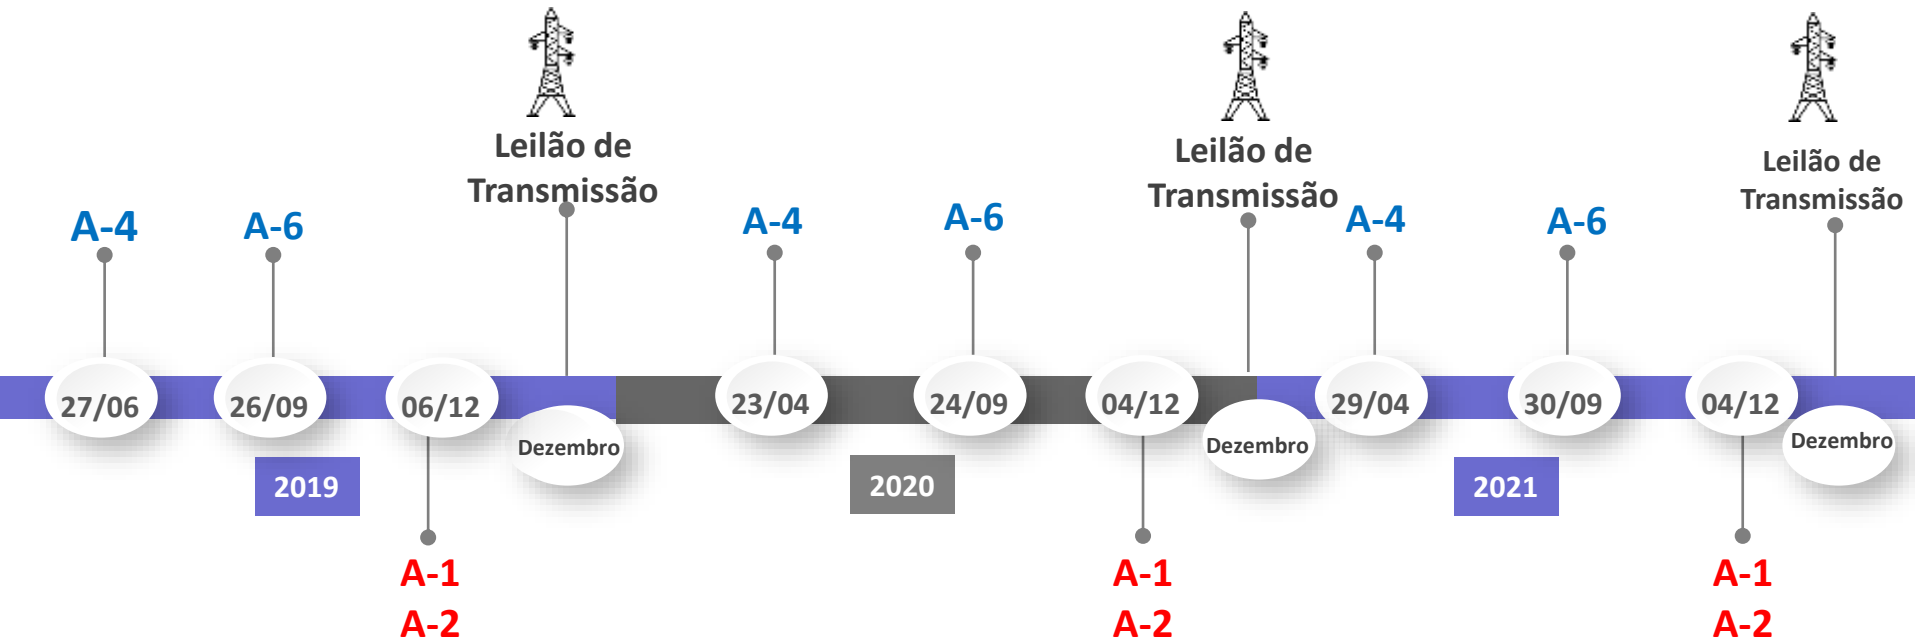 Leilão de
Transmissão
Leilão de
Transmissão
Leilão de
Transmissão
A-4
A-6
A-4
A-6
A-4
A-6
27/06
26/09
06/12
Dezembro
23/04
24/09
04/12
Dezembro
29/04
30/09
04/12
Dezembro
2019
2020
2021
A-1
A-2
A-1
A-2
A-1
A-2